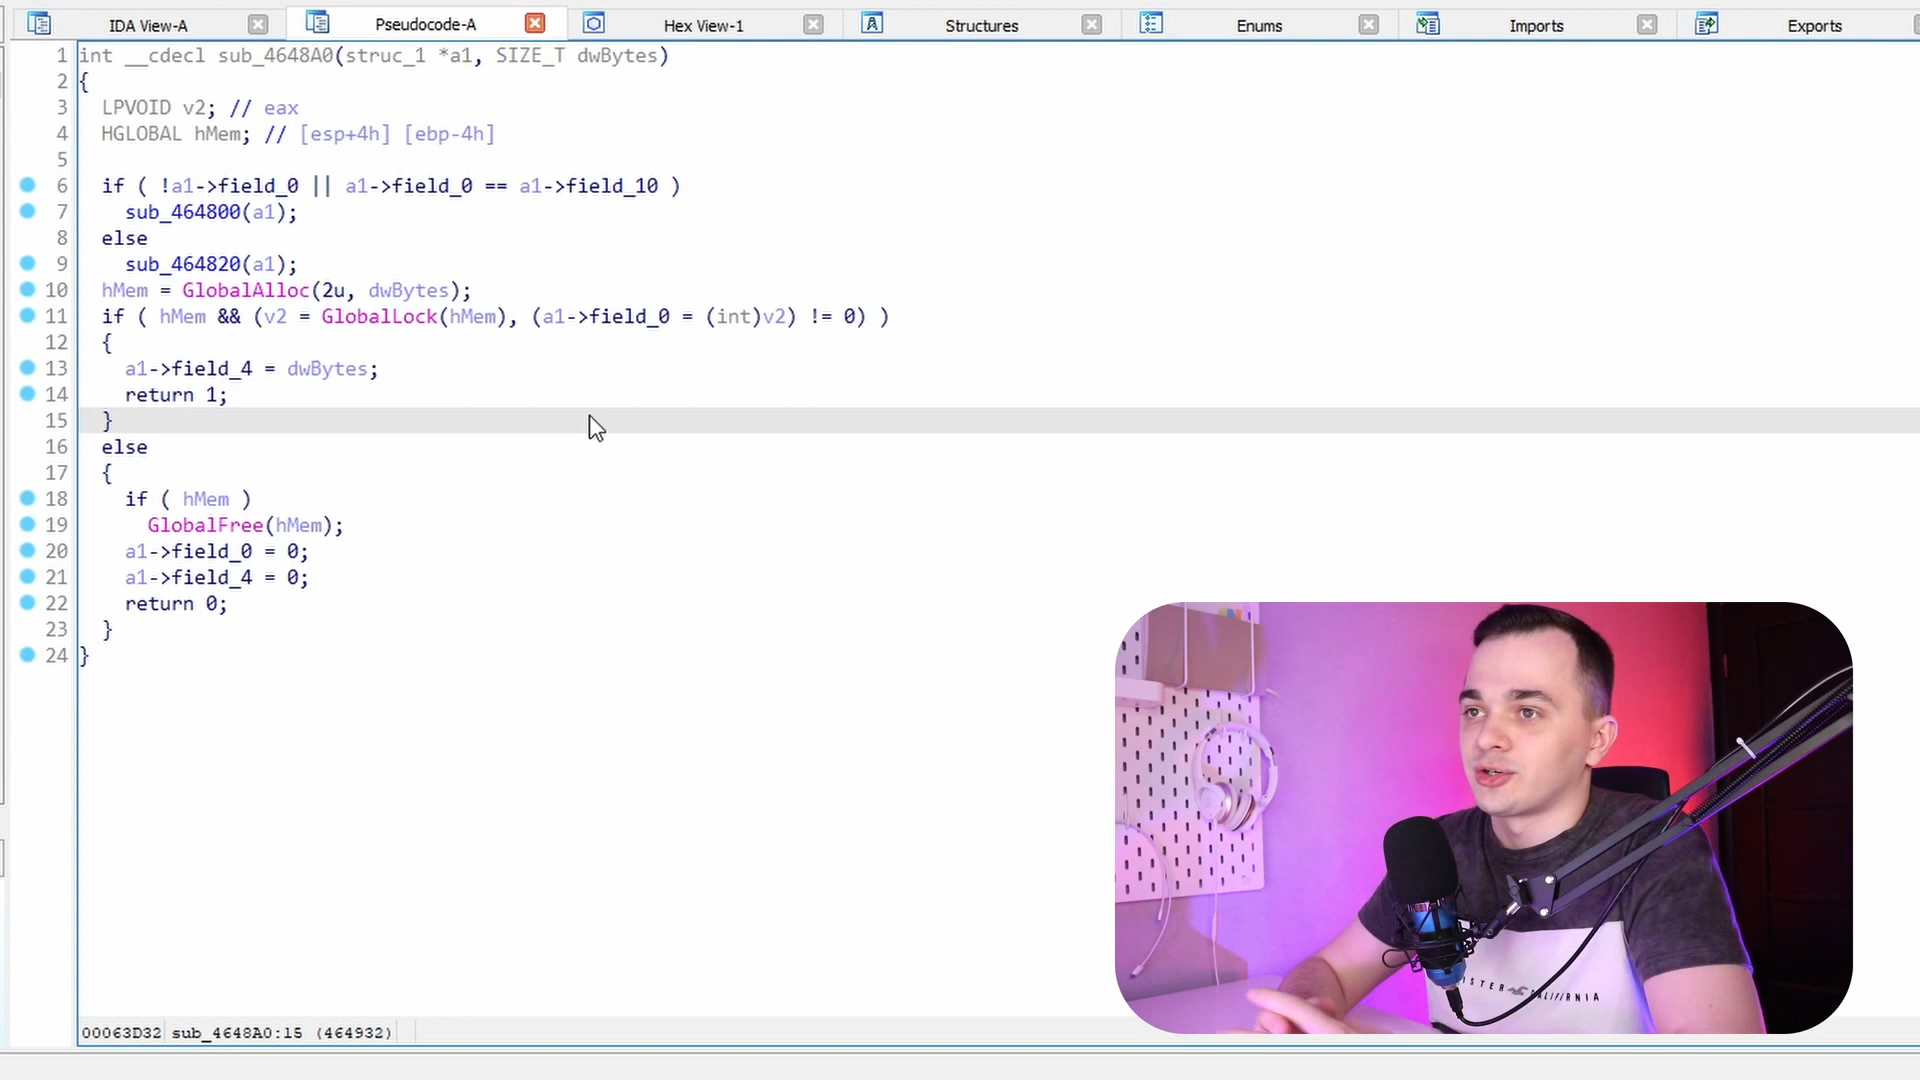 IDA View-A
Pseudocode-A
Hex View-1
Structures
Enums
Imports
Exports
1 int __cdecl sub_4648A0(struc_1 *a1, SIZE_T dwBytes)
2 {
3 LPVOID v2; // eax
4 HGLOBAL hMem; // [esp+4h] [ebp-4h]
5
6 if ( !a1->field_0 || a1->field_0 == a1->field_10 )
7 sub_464800(a1);
8 else
9 sub_464820(a1);
10 hMem = GlobalAlloc(2u, dwBytes);
11 if ( hMem && (v2 = GlobalLock(hMem), (a1->field_0 = (int)v2) != 0) )
12 {
13 a1->field_4 = dwBytes;
14 return 1;
15 }
16 else
17 {
18 if ( hMem )
19 GlobalFree(hMem);
20 a1->field_0 = 0;
21 a1->field_4 = 0;
22 return 0;
23 }
24 }
CALIFORNIA
00063D32 sub_4648A0:15 (464932)